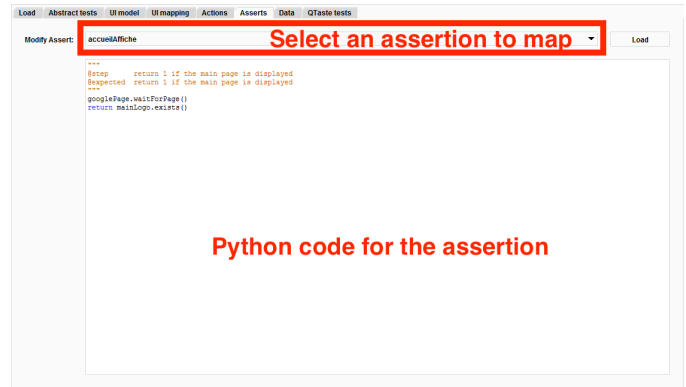 Load Abstract tests UI model UI mapping Actions Asserts Data QTaste tests
Modify Assert: accueilAffiche Select an assertion to map Load
"""
@step return 1 if the main page is displayed
@expected return 1 if the main page is displayed
"""
googlePage.waitForPage()
return mainLogo.exists()
Python code for the assertion